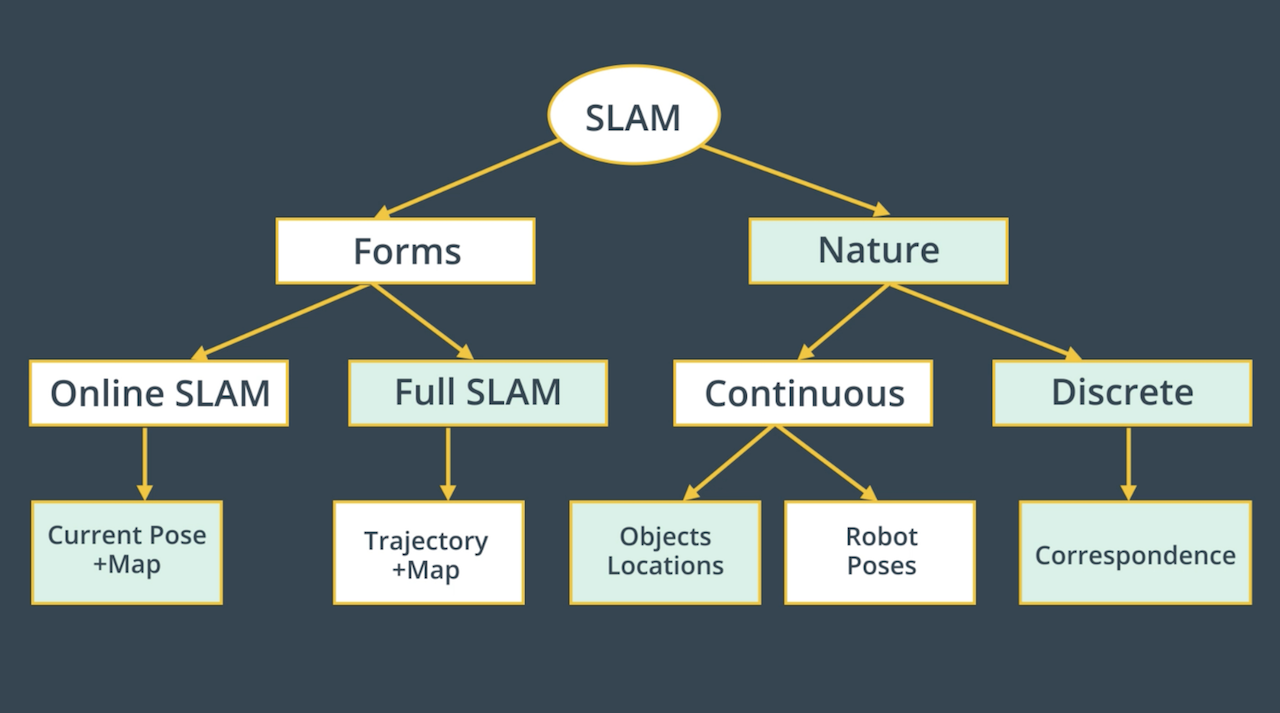 SLAM
Forms
Nature
Online SLAM
Full SLAM
Continuous
Discrete
Current Pose
+Map
Trajectory
+Map
Objects
Locations
Robot
Poses
Correspondence